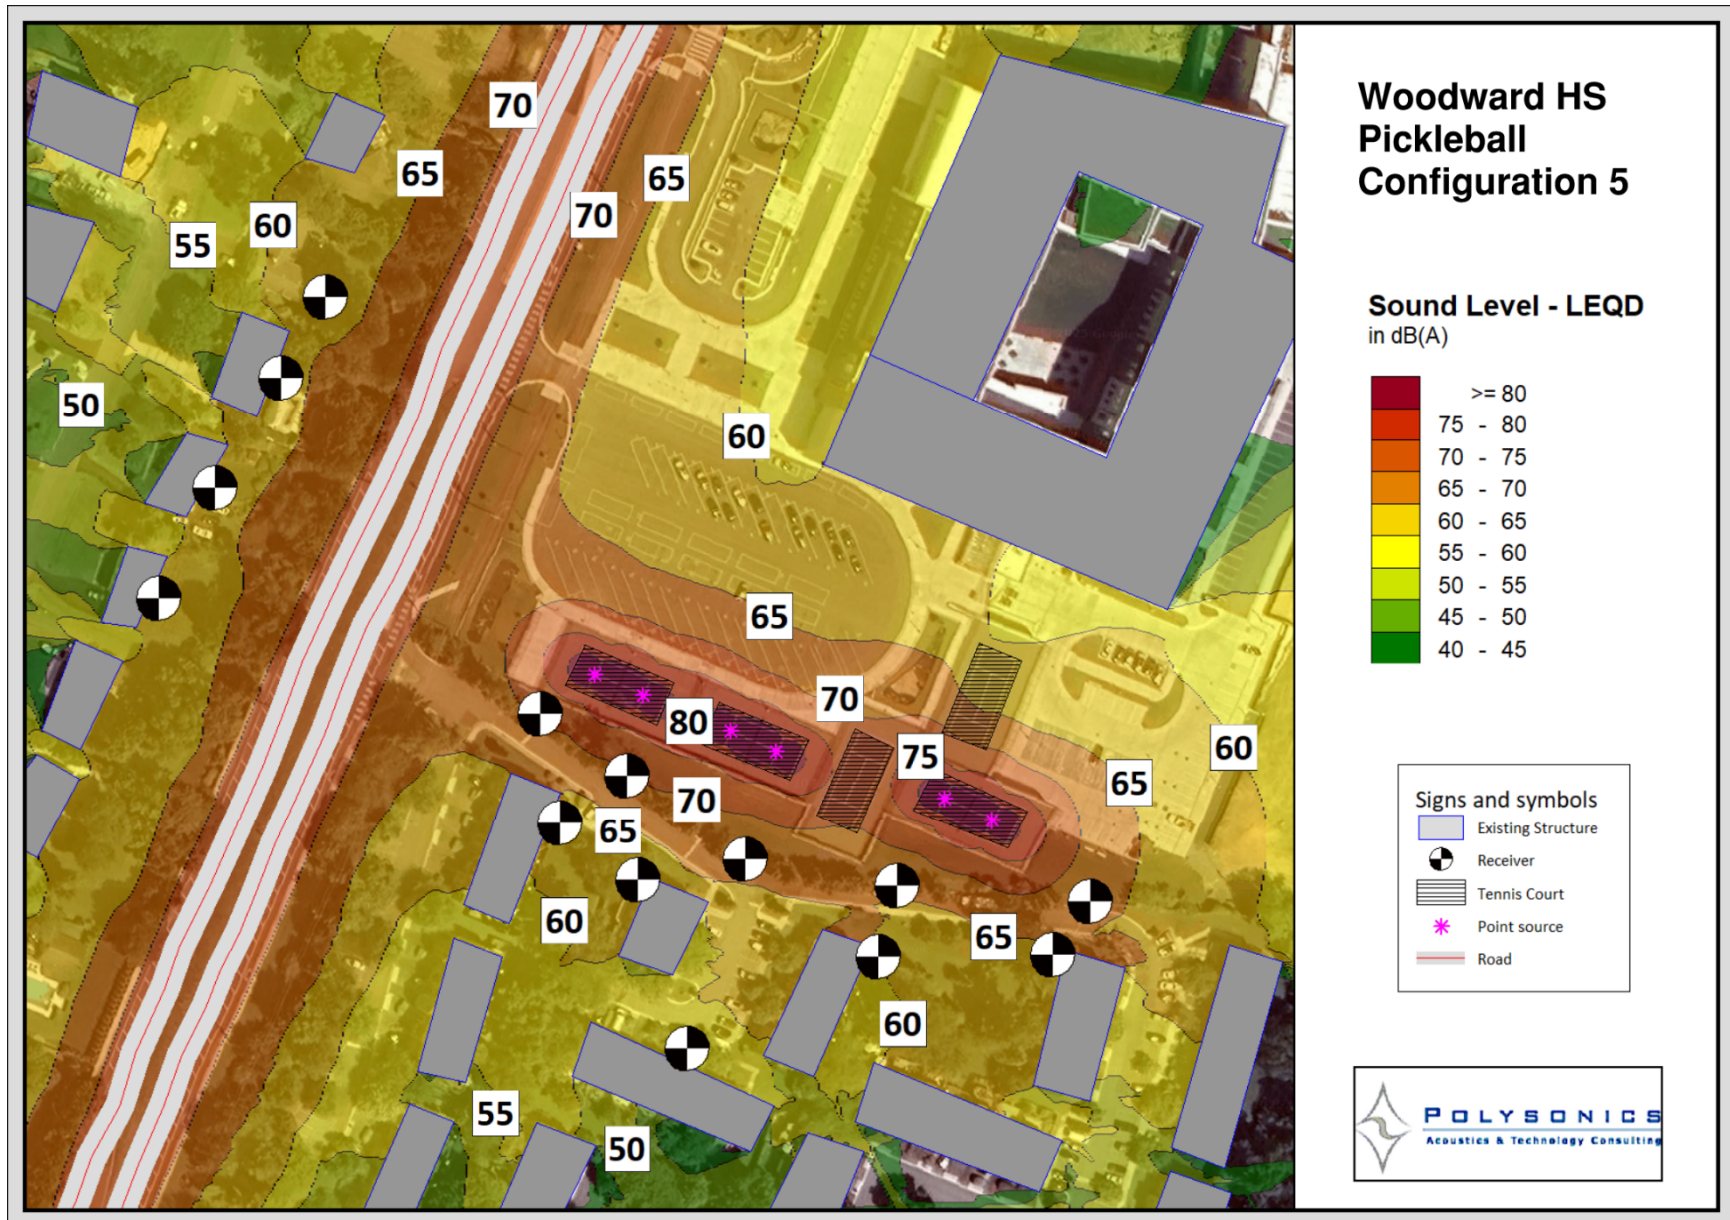 Woodward HS
Pickleball
Configuration 5
Sound Level - LEQD
in dB(A)
>= 80
75 - 80
70 - 75
65 - 70
60 - 65
55 - 60
50 - 55
45 - 50
40 - 45
Signs and symbols
Existing Structure
Receiver
Tennis Court
Point source
Road
POLYSONICS
Acoustics & Technology Consulting
70
65
65
70
60
55
50
60
65
70
80
75
60
65
70
65
60
65
60
55
50